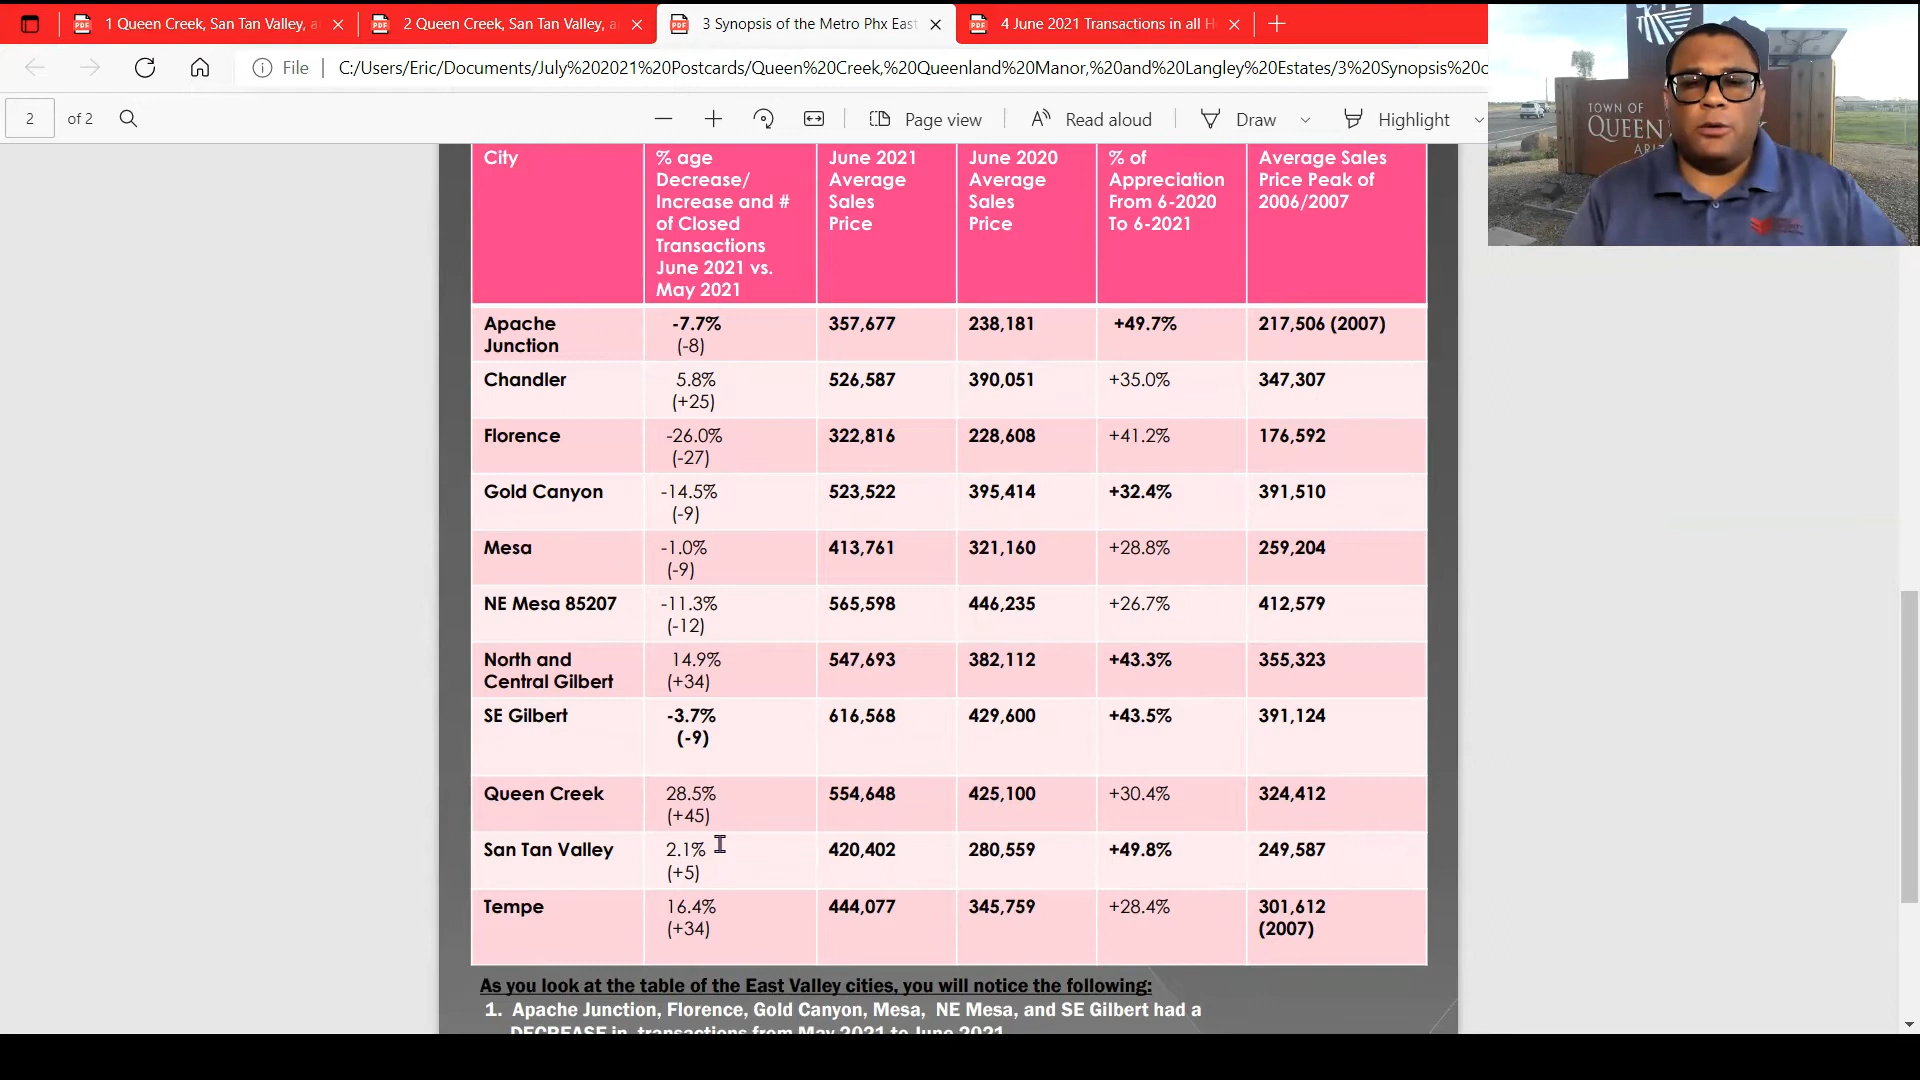 1 Queen Creek, San Tan Valley, a
2 Queen Creek, San Tan Valley, a
3 Synopsis of the Metro Phx East
4 June 2021 Transactions in all H
File
C:/Users/Eric/Documents/July%202021%20Postcards/Queen%20Creek,%20Queenland%20Manor,%20and%20Langley%20Estates/3%20Synopsis%20
2 of 2
Page view
Read aloud
Draw
Highlight
TOWN OF
QUEEN
City
% age
Decrease/
Increase and #
of Closed
Transactions
June 2021 vs.
May 2021
June 2021
Average
Sales
Price
June 2020
Average
Sales
Price
% of
Appreciation
From 6-2020
To 6-2021
Average Sales
Price Peak of
2006/2007
Apache
Junction
-7.7%
(-8)
357,677
238,181
+49.7%
217,506 (2007)
Chandler
5.8%
(+25)
526,587
390,051
+35.0%
347,307
Florence
-26.0%
(-27)
322,816
228,608
+41.2%
176,592
Gold Canyon
-14.5%
(-9)
523,522
395,414
+32.4%
391,510
Mesa
-1.0%
(-9)
413,761
321,160
+28.8%
259,204
NE Mesa 85207
-11.3%
(-12)
565,598
446,235
+26.7%
412,579
North and
Central Gilbert
14.9%
(+34)
547,693
382,112
+43.3%
355,323
SE Gilbert
-3.7%
(-9)
616,568
429,600
+43.5%
391,124
Queen Creek
28.5%
(+45)
554,648
425,100
+30.4%
324,412
San Tan Valley
2.1%
(+5)
420,402
280,559
+49.8%
249,587
Tempe
16.4%
(+34)
444,077
345,759
+28.4%
301,612
(2007)
As you look at the table of the East Valley cities, you will notice the following:
1. Apache Junction, Florence, Gold Canyon, Mesa, NE Mesa, and SE Gilbert had a
DECREASE in transactions from May 2021 to June 2021